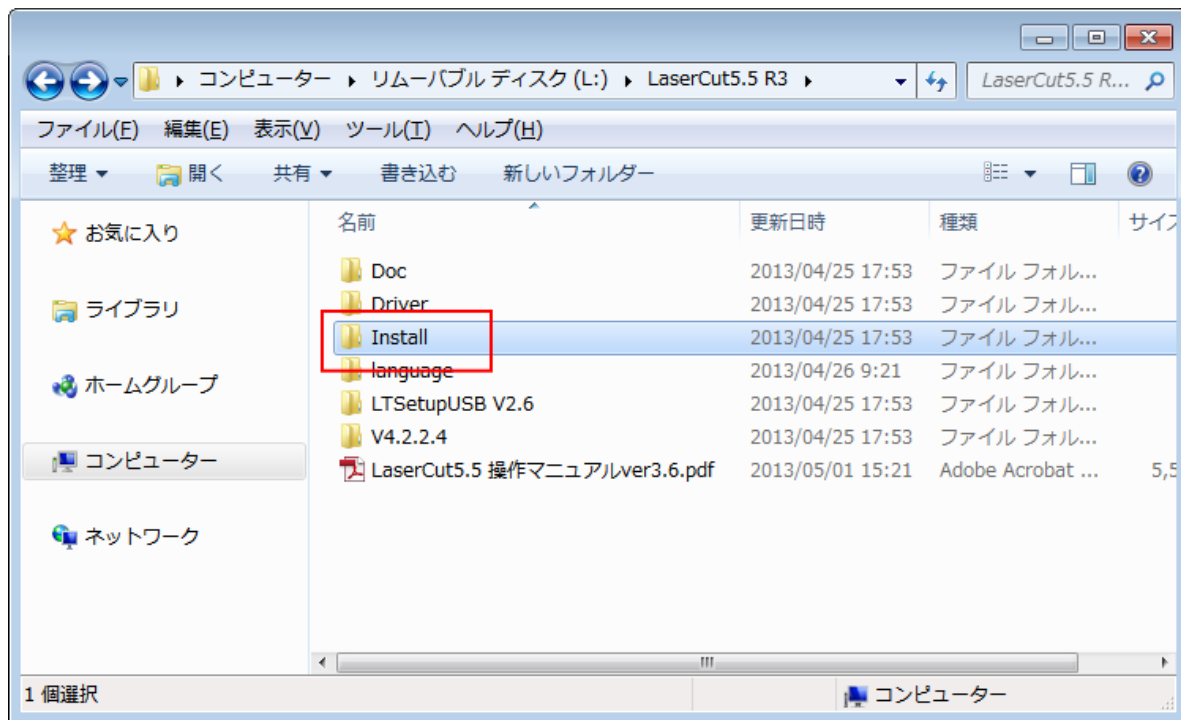 コンピューター ▸ リムーバブル ディスク (L:) ▸ LaserCut5.5 R3 ▸ LaserCut5.5 R...
ファイル(F) 編集(E) 表示(V) ツール(T) ヘルプ(H)
整理 開く 共有 書き込む 新しいフォルダー
お気に入り
ライブラリ
ホームグループ
コンピューター
ネットワーク
名前 更新日時 種類 サイズ
Doc 2013/04/25 17:53 ファイル フォル...
Driver 2013/04/25 17:53 ファイル フォル...
Install 2013/04/25 17:53 ファイル フォル...
language 2013/04/26 9:21 ファイル フォル...
LTSetupUSB V2.6 2013/04/25 17:53 ファイル フォル...
V4.2.2.4 2013/04/25 17:53 ファイル フォル...
LaserCut5.5 操作マニュアルver3.6.pdf 2013/05/01 15:21 Adobe Acrobat ... 5,5
1 個選択 コンピューター